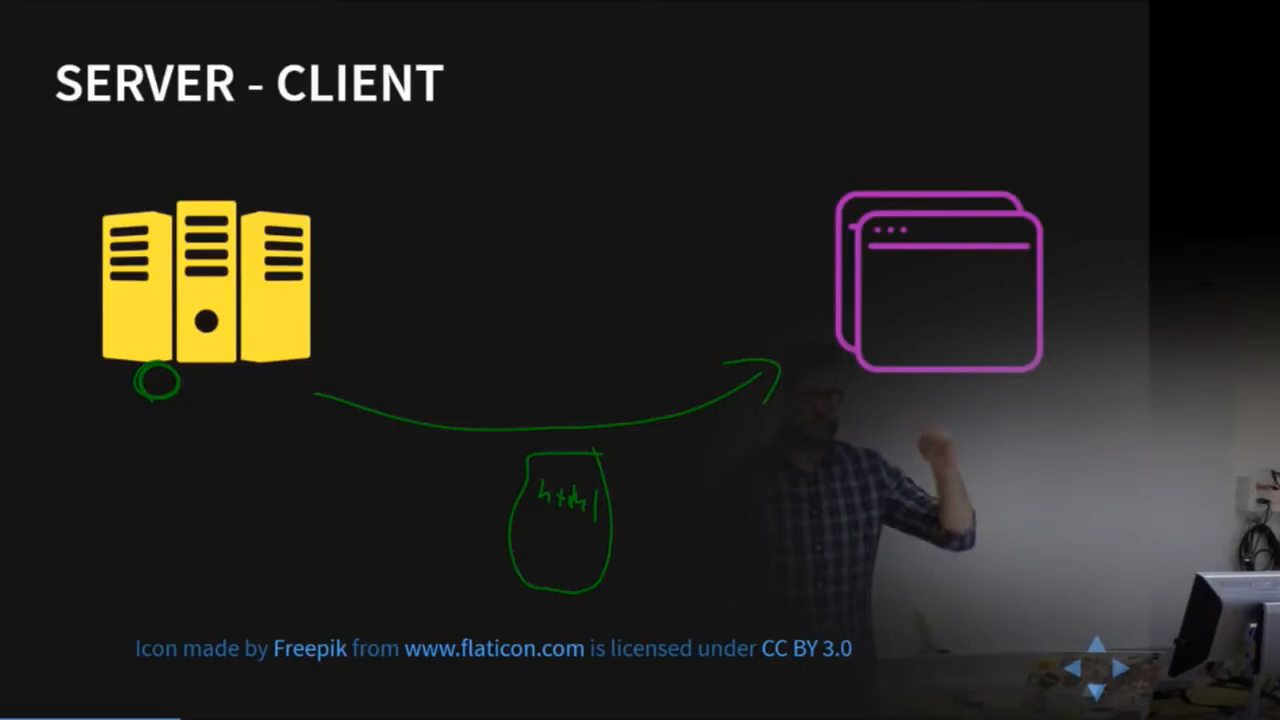 SERVER - CLIENT
html
Icon made by Freepik from www.flaticon.com is licensed under CC BY 3.0